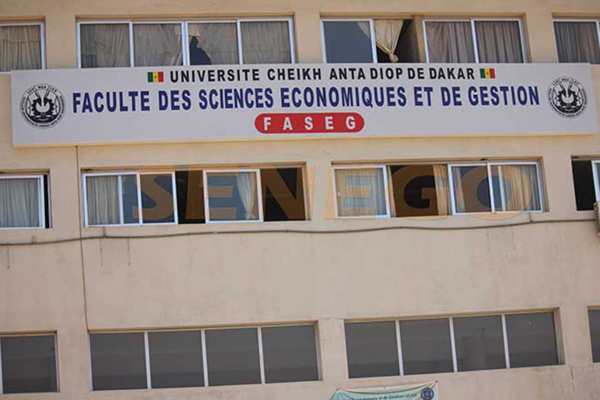 UNIVERSITE CHEIKH ANTA DIOP DE DAKAR
FACULTE DES SCIENCES ECONOMIQUES ET DE GESTION
FASEG
SENEGO